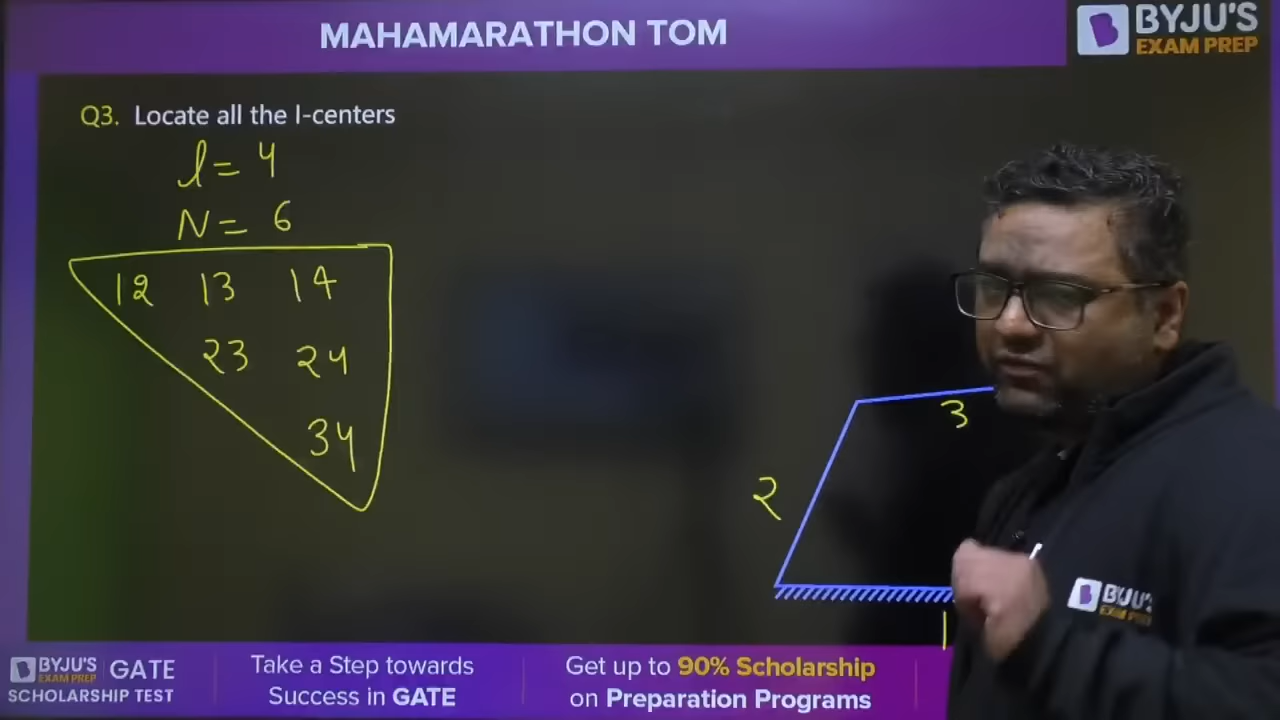 MAHAMARATHON TOM
BYJU'S
EXAM PREP
Q3. Locate all the I-centers
l = 4
N = 6
12 13 14
23 24
34
3
2
1
BYJU'S
EXAM PREP
BYJU'S
EXAM PREP
GATE
SCHOLARSHIP TEST
Take a Step towards
Success in GATE
Get up to 90% Scholarship
on Preparation Programs